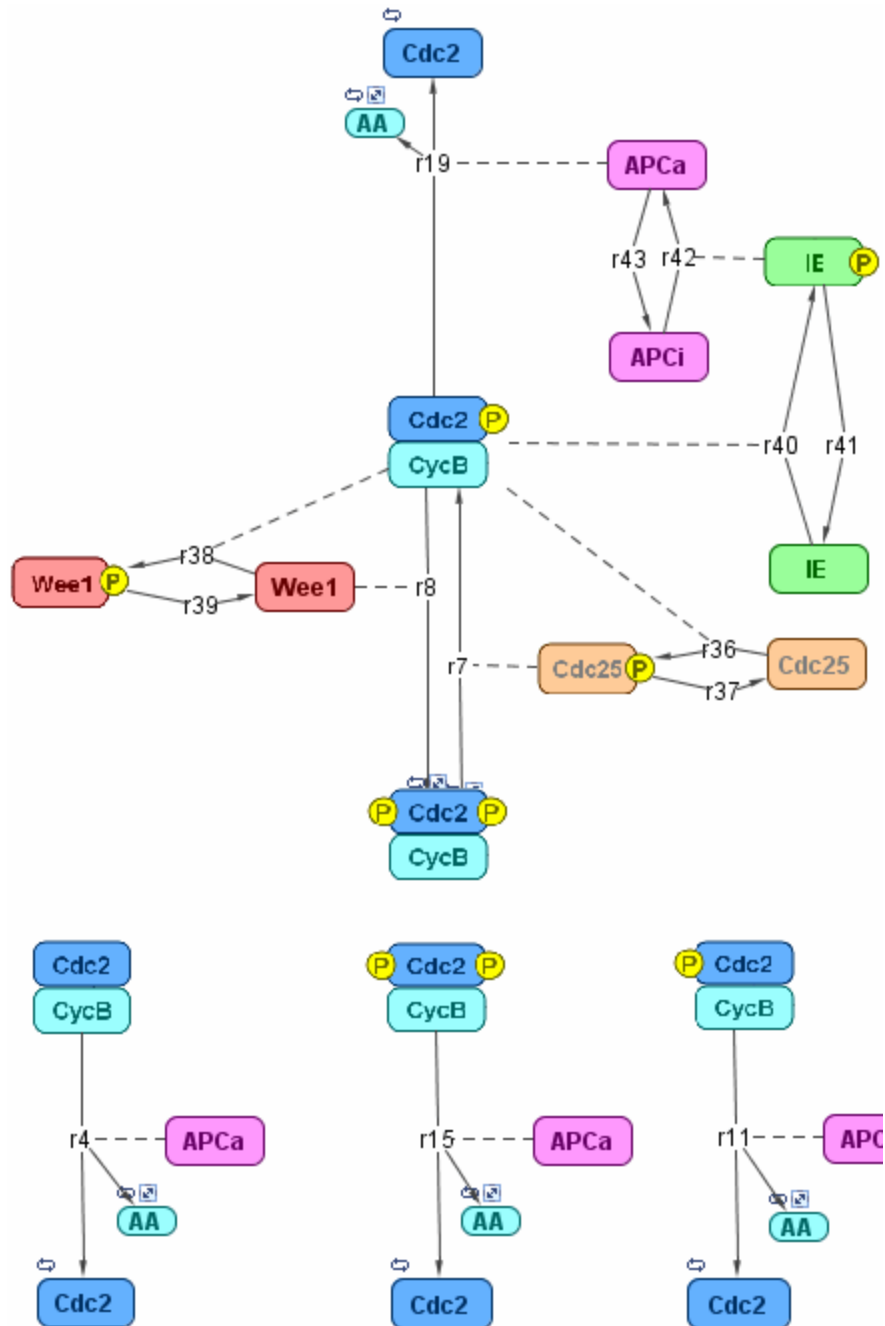 Cdc2
AA
r19
APCa
r43
r42
IE
P
APCi
Cdc2
P
CycB
r40
r41
r38
Wee1
P
r39
Wee1
r8
IE
r7
Cdc25
P
r36
r37
Cdc25
P
Cdc2
P
CycB
Cdc2
CycB
r4
APCa
AA
Cdc2
P
Cdc2
P
CycB
r15
APCa
AA
Cdc2
P
Cdc2
CycB
r11
APC
AA
Cdc2